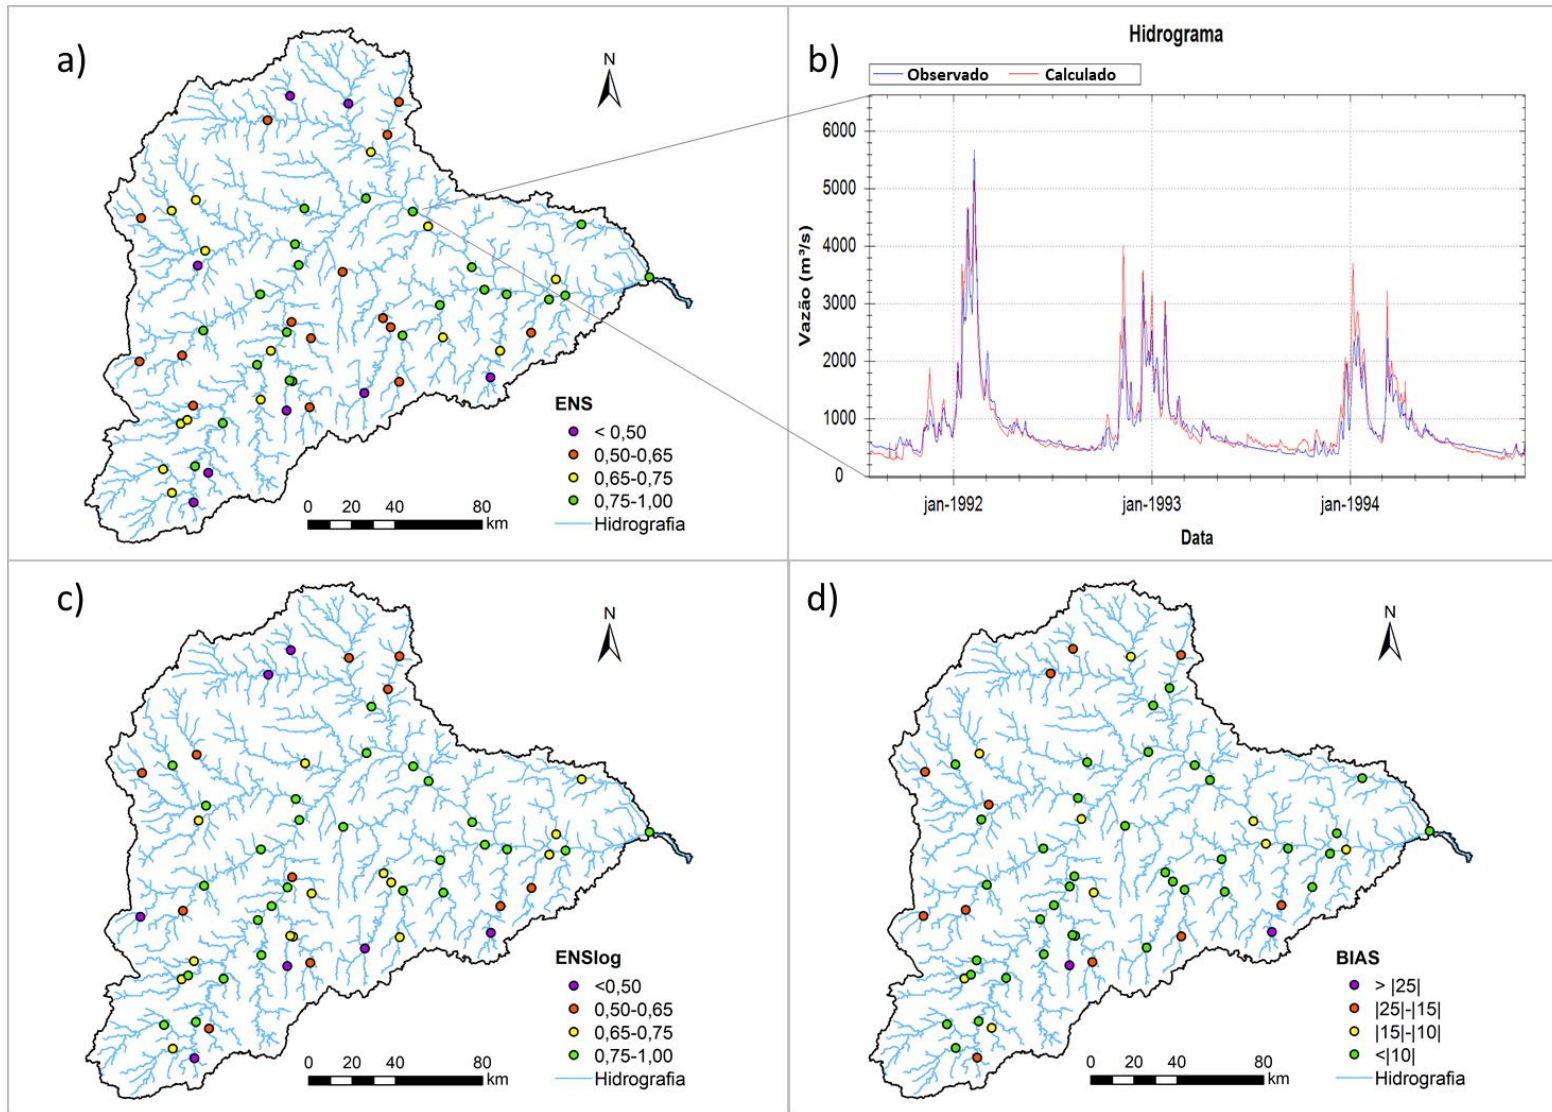 a)
N
ENS
< 0,50
0,50-0,65
0,65-0,75
0,75-1,00
Hidrografia
0 20 40 80
km
b)
Hidrograma
Observado Calculado
Vazão (m³/s)
6000
5000
4000
3000
2000
1000
0
jan-1992 jan-1993 jan-1994
Data
c)
N
ENSlog
<0,50
0,50-0,65
0,65-0,75
0,75-1,00
Hidrografia
0 20 40 80
km
d)
N
BIAS
> |25|
|25|-|15|
|15|-|10|
<|10|
Hidrografia
0 20 40 80
km